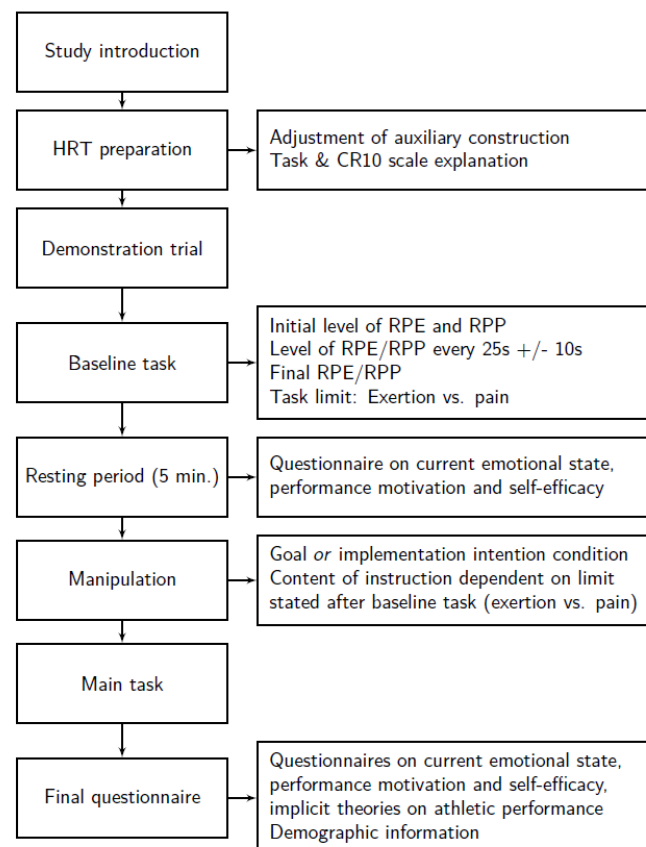 Study introduction
HRT preparation
Adjustment of auxiliary construction
Task & CR10 scale explanation
Demonstration trial
Baseline task
Initial level of RPE and RPP
Level of RPE/RPP every 25s +/- 10s
Final RPE/RPP
Task limit: Exertion vs. pain
Resting period (5 min.)
Questionnaire on current emotional state,
performance motivation and self-efficacy
Manipulation
Goal or implementation intention condition
Content of instruction dependent on limit
stated after baseline task (exertion vs. pain)
Main task
Final questionnaire
Questionnaires on current emotional state,
performance motivation and self-efficacy,
implicit theories on athletic performance
Demographic information